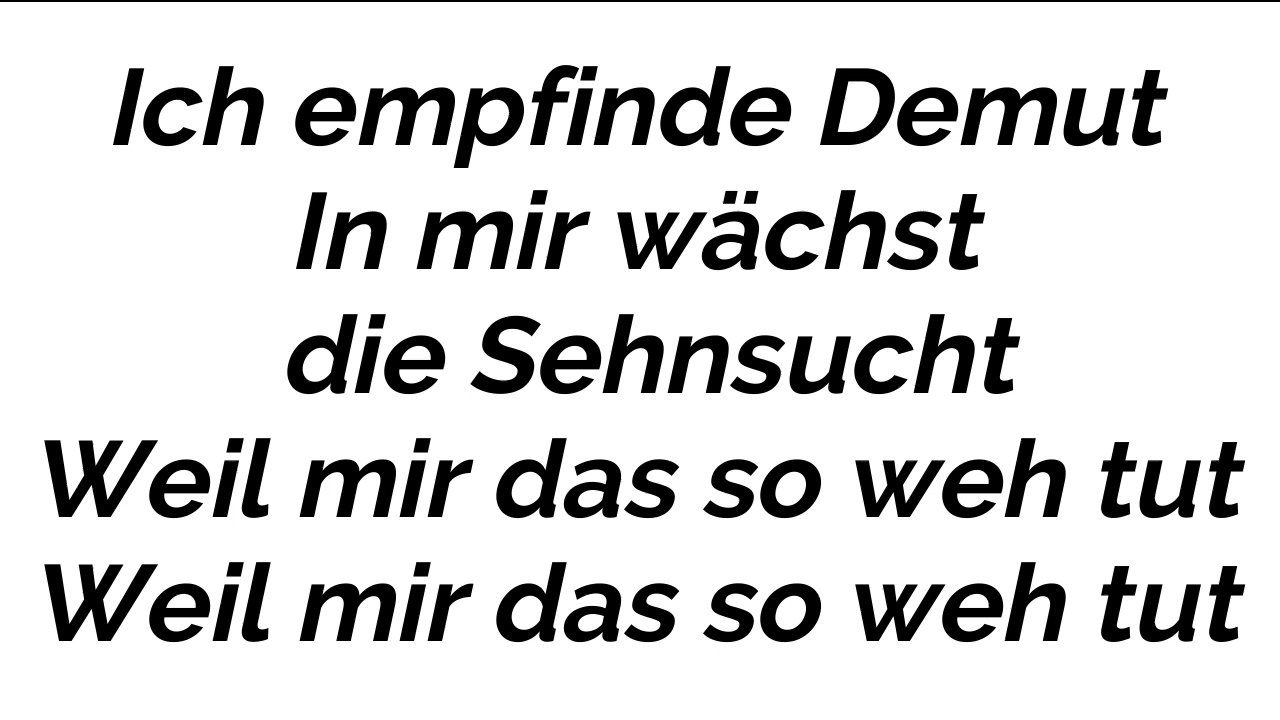 Ich empfinde Demut
In mir wächst
die Sehnsucht
Weil mir das so weh tut
Weil mir das so weh tut